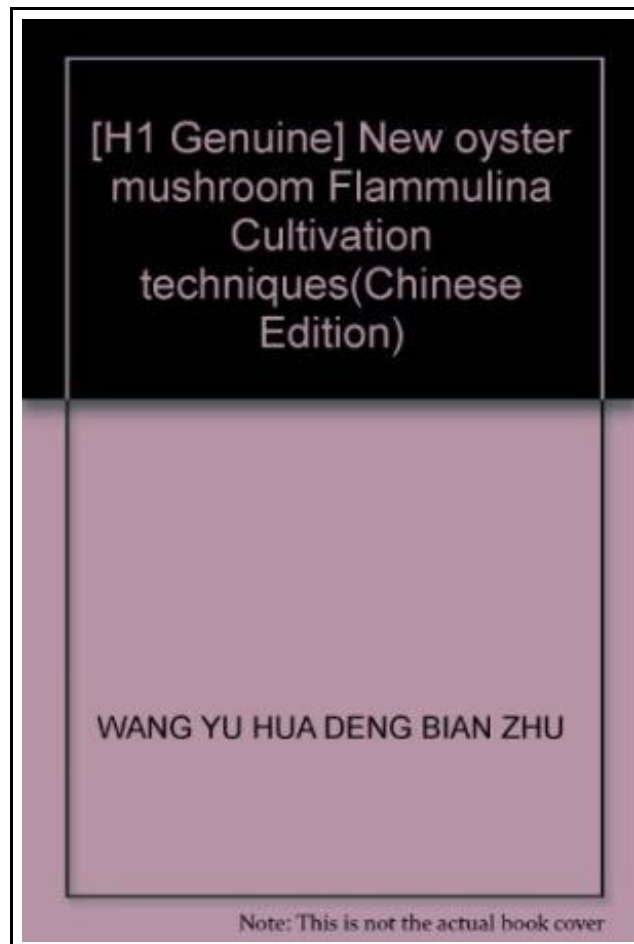 [H1 Genuine] New oyster
mushroom Flammulina
Cultivation
techniques(Chinese
Edition)
WANG YU HUA DENG BIAN ZHU
Note: This is not the actual book cover